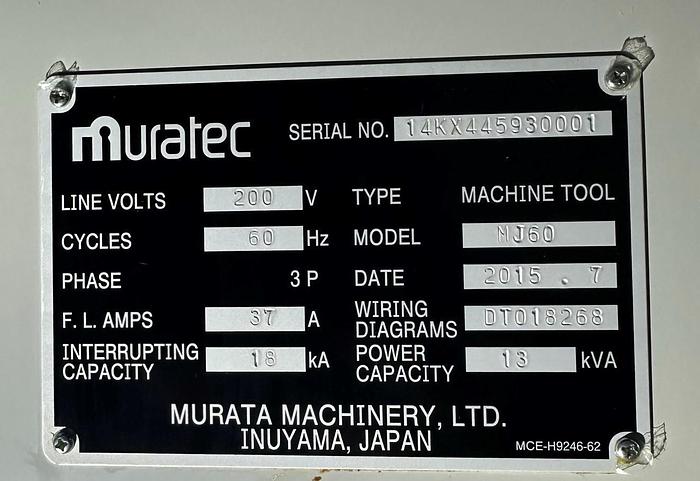 muratec SERIAL NO. 14KX445930001
LINE VOLTS 200 V TYPE MACHINE TOOL
CYCLES 60 Hz MODEL MJ60
PHASE 3 P DATE 2015 . 7
F. L. AMPS 37 A WIRING DIAGRAMS DT018268
INTERRUPTING CAPACITY 18 kA POWER CAPACITY 13 kVA
MURATA MACHINERY, LTD.
INUYAMA, JAPAN
MCE-H9246-62